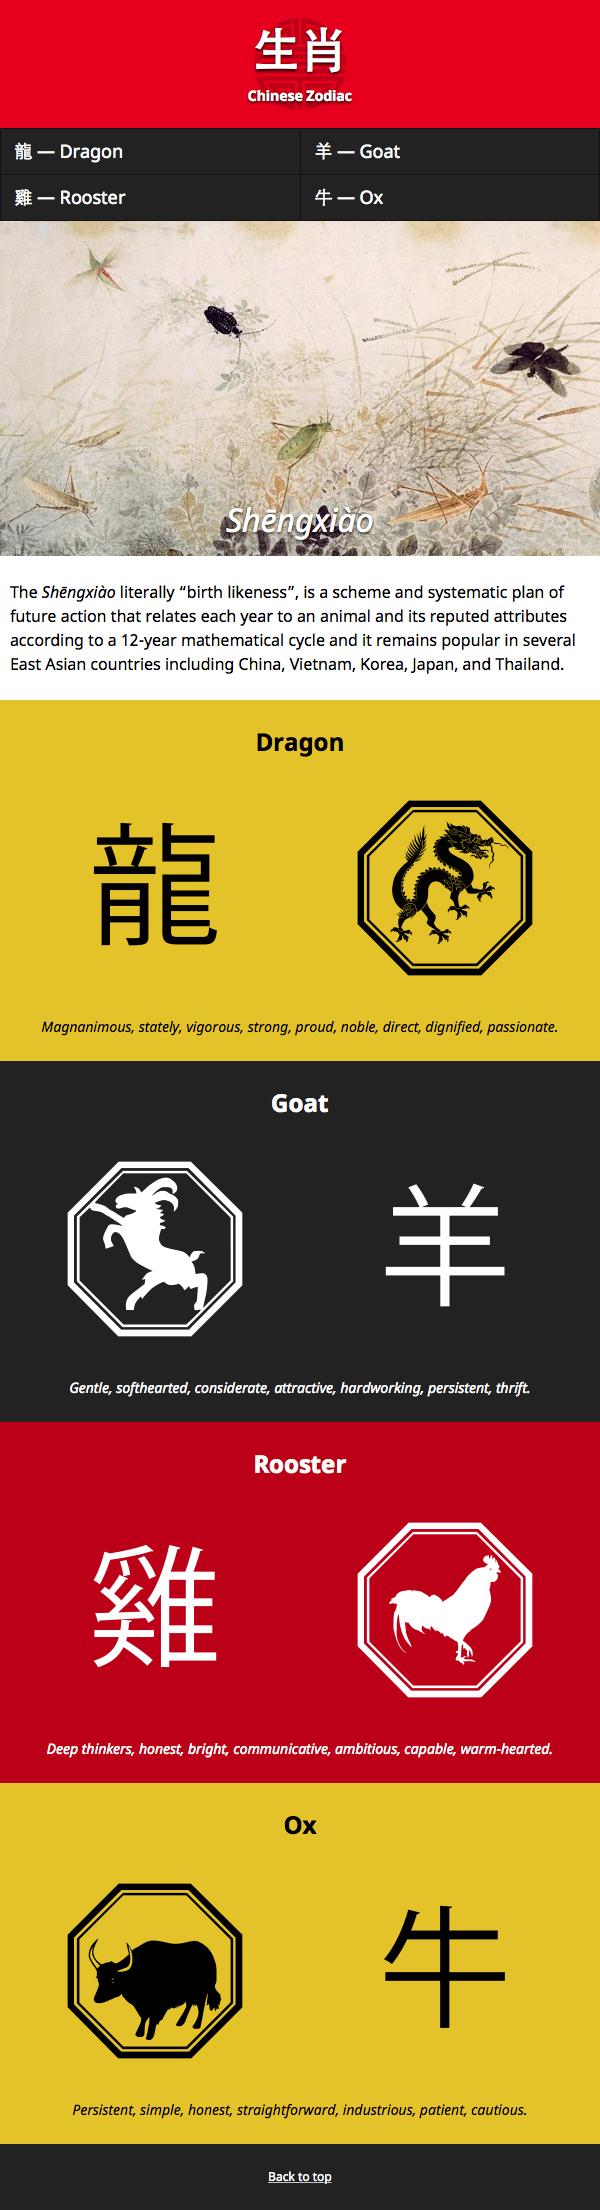 生肖
Chinese Zodiac
龍 — Dragon
羊 — Goat
雞 — Rooster
牛 — Ox
Shēngxiào
The Shēngxiào literally “birth likeness”, is a scheme and systematic plan of
future action that relates each year to an animal and its reputed attributes
according to a 12-year mathematical cycle and it remains popular in several
East Asian countries including China, Vietnam, Korea, Japan, and Thailand.
Dragon
龍
Magnanimous, stately, vigorous, strong, proud, noble, direct, dignified, passionate.
Goat
羊
Gentle, softhearted, considerate, attractive, hardworking, persistent, thrift.
Rooster
雞
Deep thinkers, honest, bright, communicative, ambitious, capable, warm-hearted.
Ox
牛
Persistent, simple, honest, straightforward, industrious, patient, cautious.
Back to top